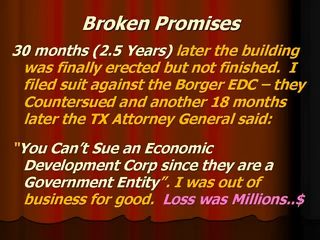 Broken Promises
30 months (2.5 Years) later the building
was finally erected but not finished.  I
filed suit against the Borger EDC – they
Countersued and another 18 months
later the TX Attorney General said:
"You Can't Sue an Economic
Development Corp since they are a
Government Entity". I was out of
business for good.  Loss was Millions..$